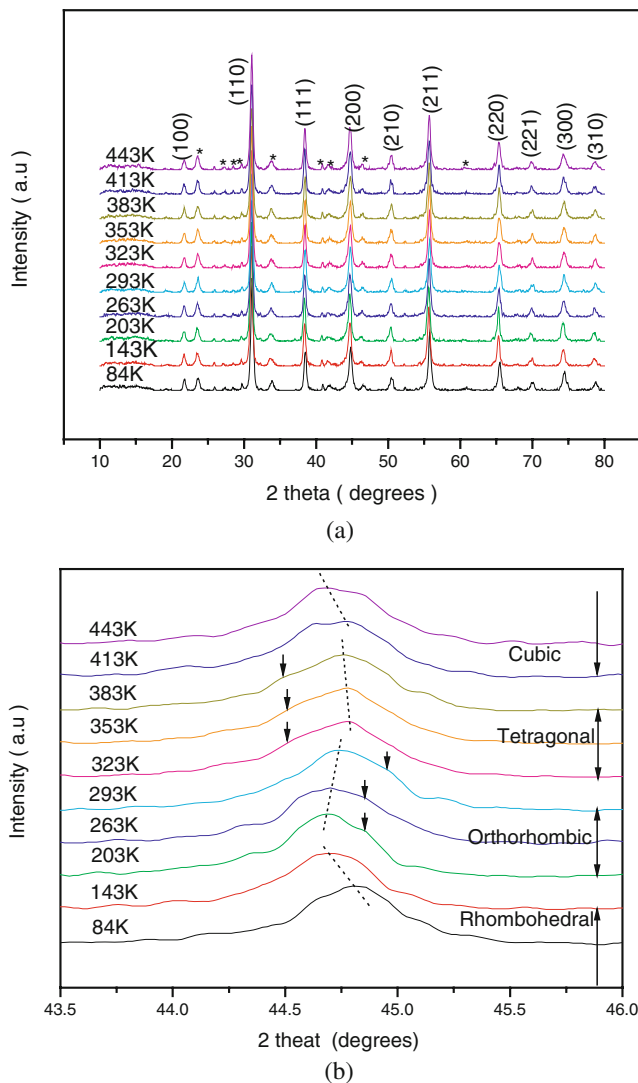 (100) * (110) * * * * (111) * * (200) * (210) (211) * (220) (221) (300) (310)
443K
413K
383K
353K
323K
293K
263K
203K
143K
84K
Intensity ( a.u )
10 20 30 40 50 60 70 80
2 theta ( degrees )
(a)
443K
413K
383K
353K
323K
293K
263K
203K
143K
84K
Cubic
Tetragonal
Orthorhombic
Rhombohedral
Intensity ( a.u )
43.5 44.0 44.5 45.0 45.5 46.0
2 theat (degrees)
(b)